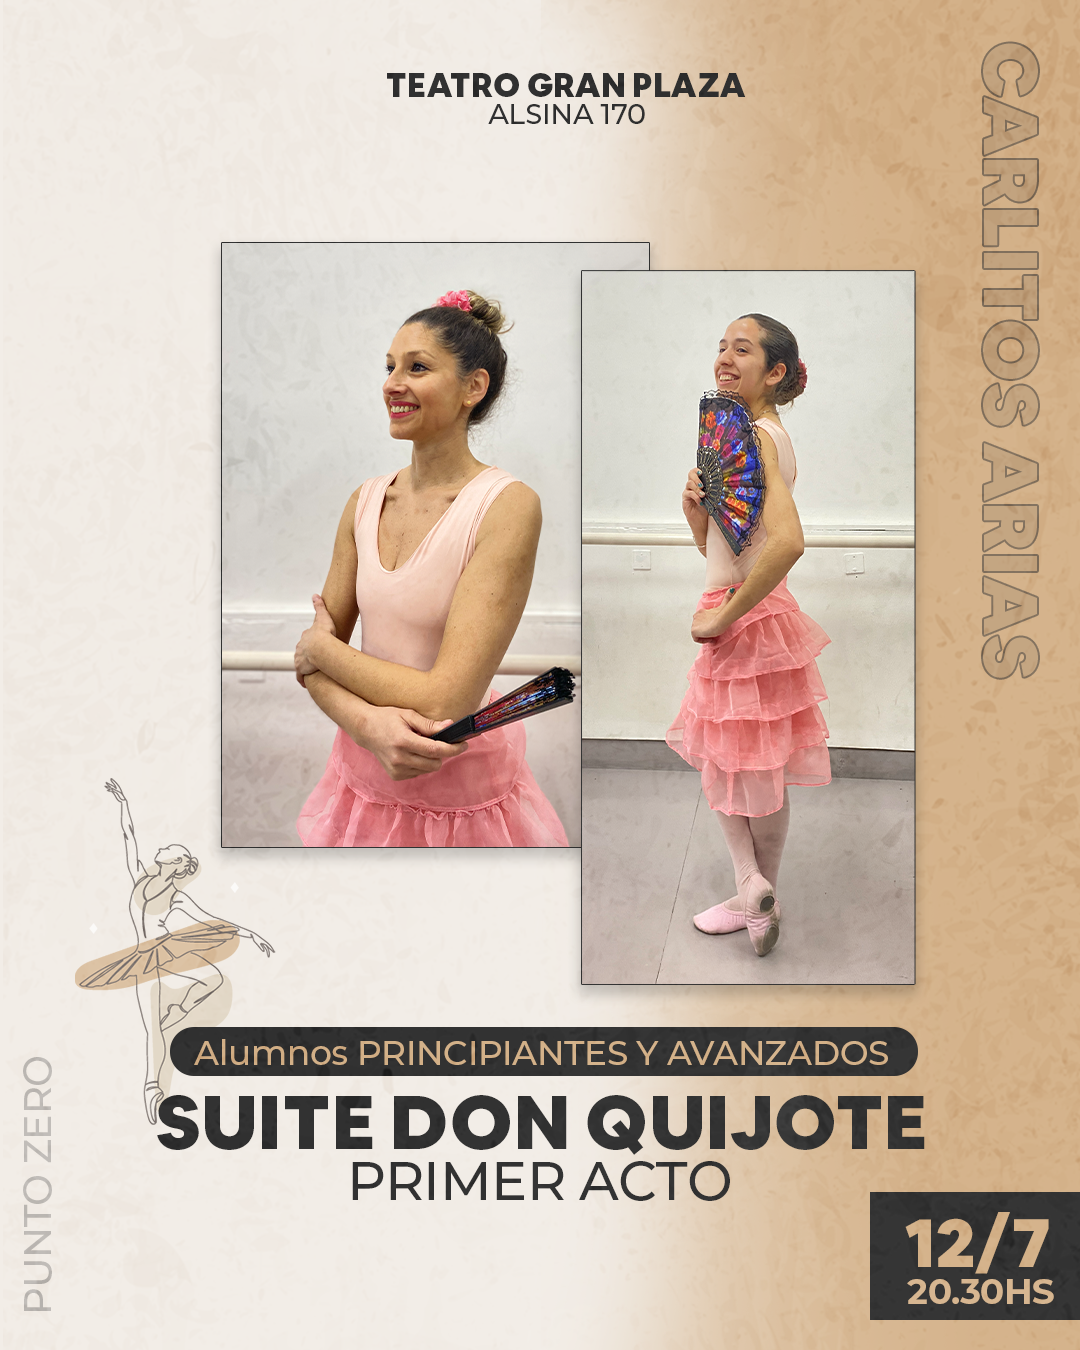 TEATRO GRAN PLAZA
ALSINA 170
CARLITOS ARIAS
Alumnos PRINCIPIANTES Y AVANZADOS
SUITE DON QUIJOTE
PRIMER ACTO
PUNTO ZERO
12/7
20.30HS